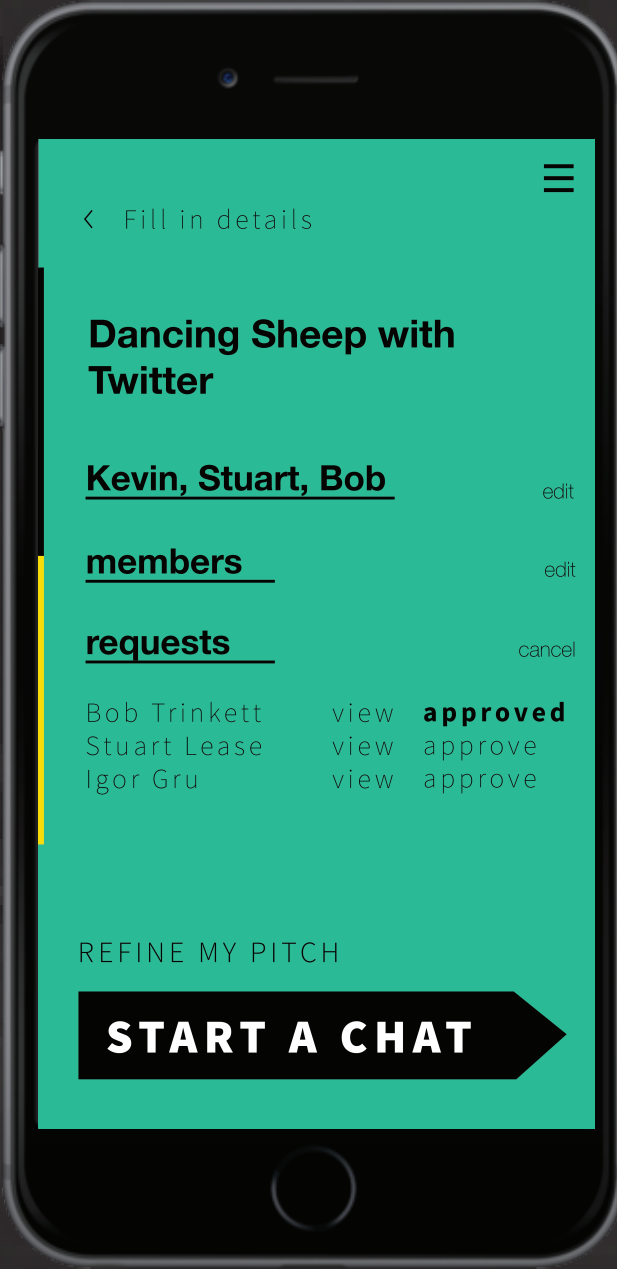 Fill in details
Dancing Sheep with
Twitter
Kevin, Stuart, Bob edit
members edit
requests cancel
Bob Trinkett view approved
Stuart Lease view approve
Igor Gru view approve
REFINE MY PITCH
START A CHAT